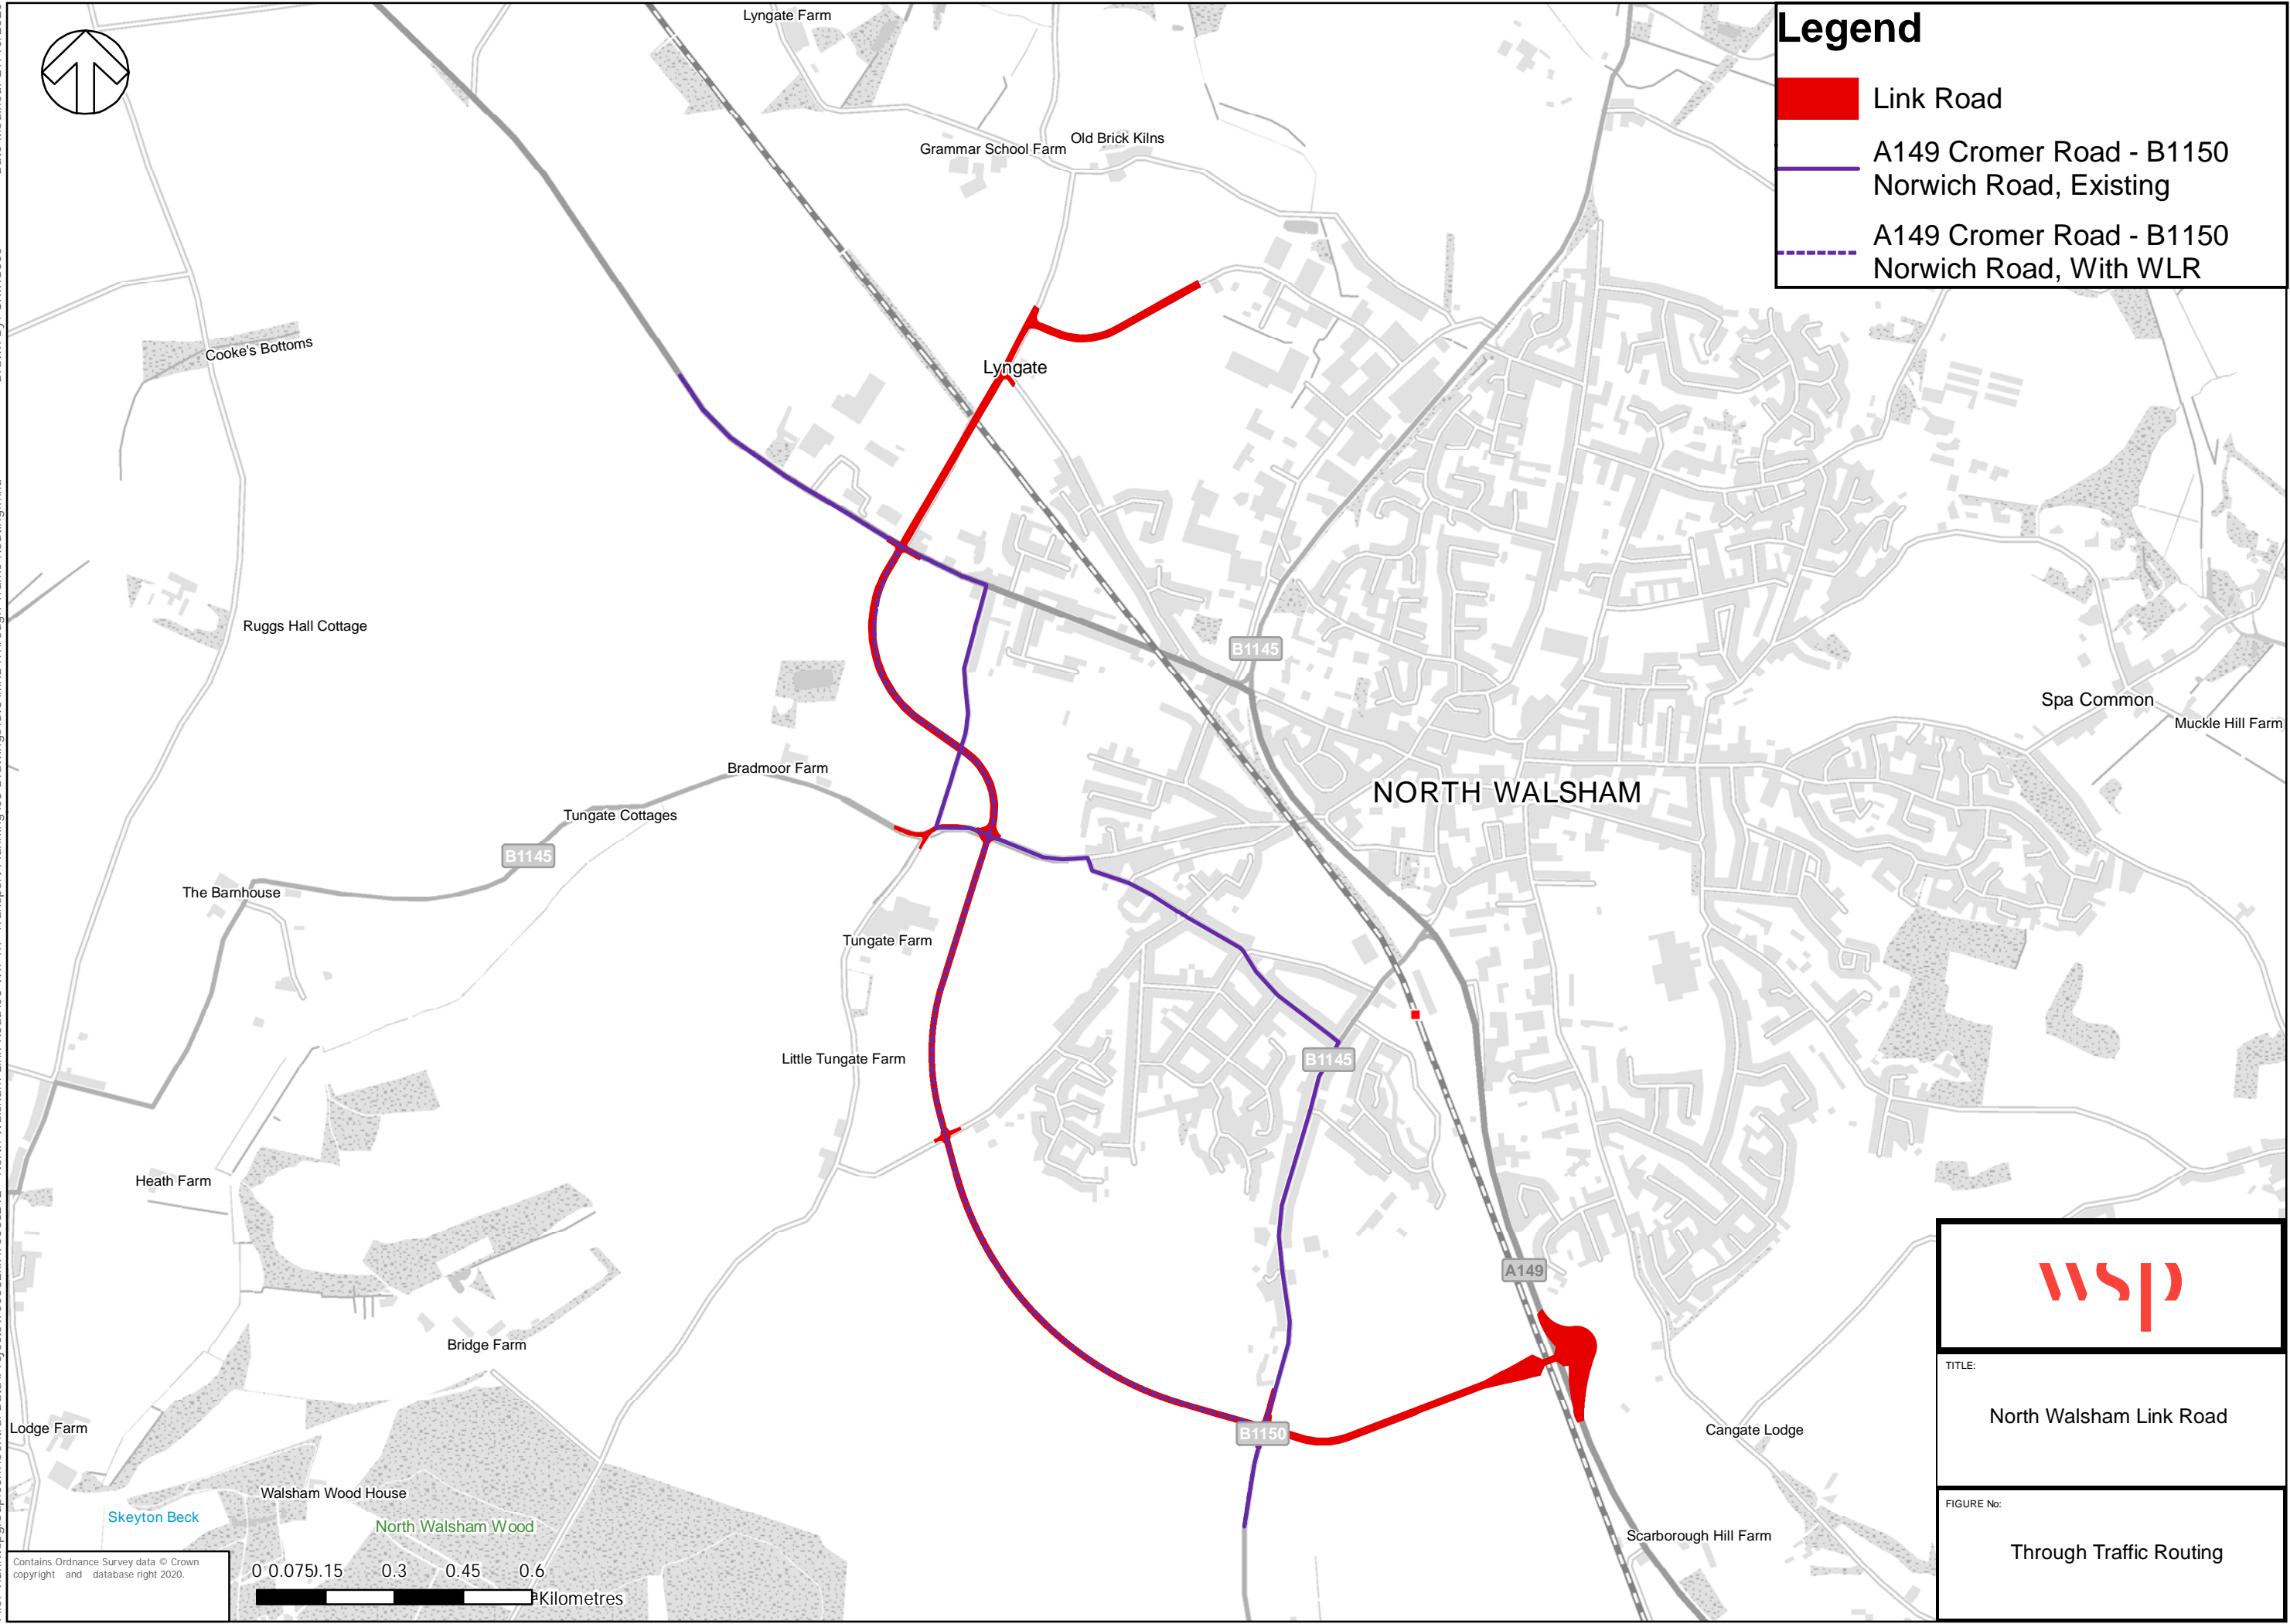 Legend
Link Road
A149 Cromer Road - B1150
Norwich Road, Existing
A149 Cromer Road - B1150
Norwich Road, With WLR
Lyngate Farm
Grammar School Farm
Old Brick Kilns
Cooke's Bottoms
Lyngate
Ruggs Hall Cottage
B1145
Spa Common
Muckle Hill Farm
Bradmoor Farm
NORTH WALSHAM
Tungate Cottages
B1145
The Barnhouse
Tungate Farm
Little Tungate Farm
B1145
Heath Farm
A149
Bridge Farm
Lodge Farm
B1150
Cangate Lodge
Walsham Wood House
Skeyton Beck
North Walsham Wood
Scarborough Hill Farm
Contains Ordnance Survey data © Crown
copyright and database right 2020.
0 0.075 0.15 0.3 0.45 0.6
Kilometres
wsp
TITLE:
North Walsham Link Road
FIGURE No:
Through Traffic Routing